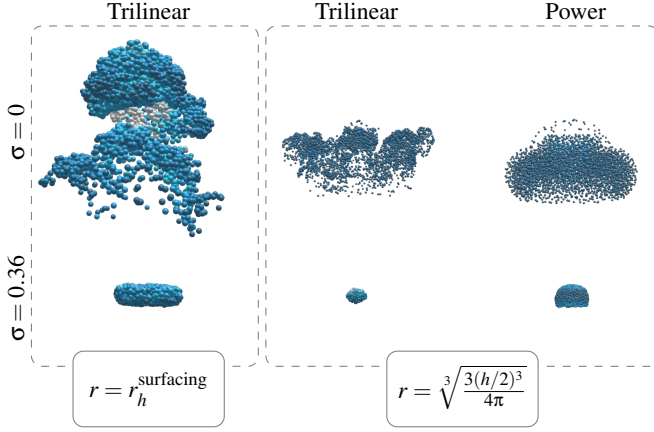 Trilinear Trilinear Power
σ = 0
σ = 0.36
r = r_h^surfacing
r = ∛(3(h/2)³/4π)